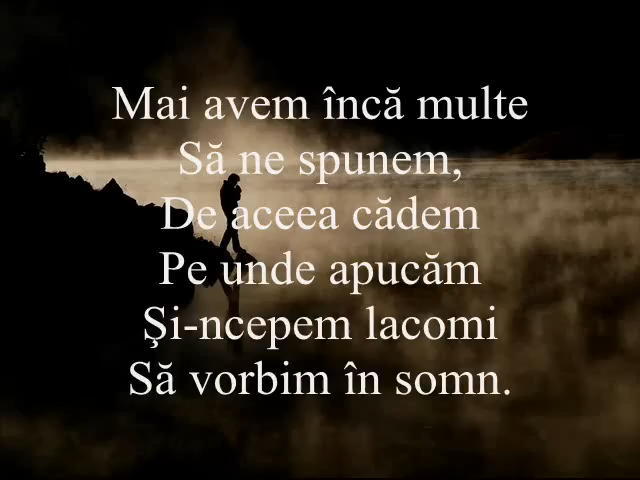 Mai avem încă multe
Să ne spunem,
De aceea cădem
Pe unde apucăm
Şi-ncepem lacomi
Să vorbim în somn.